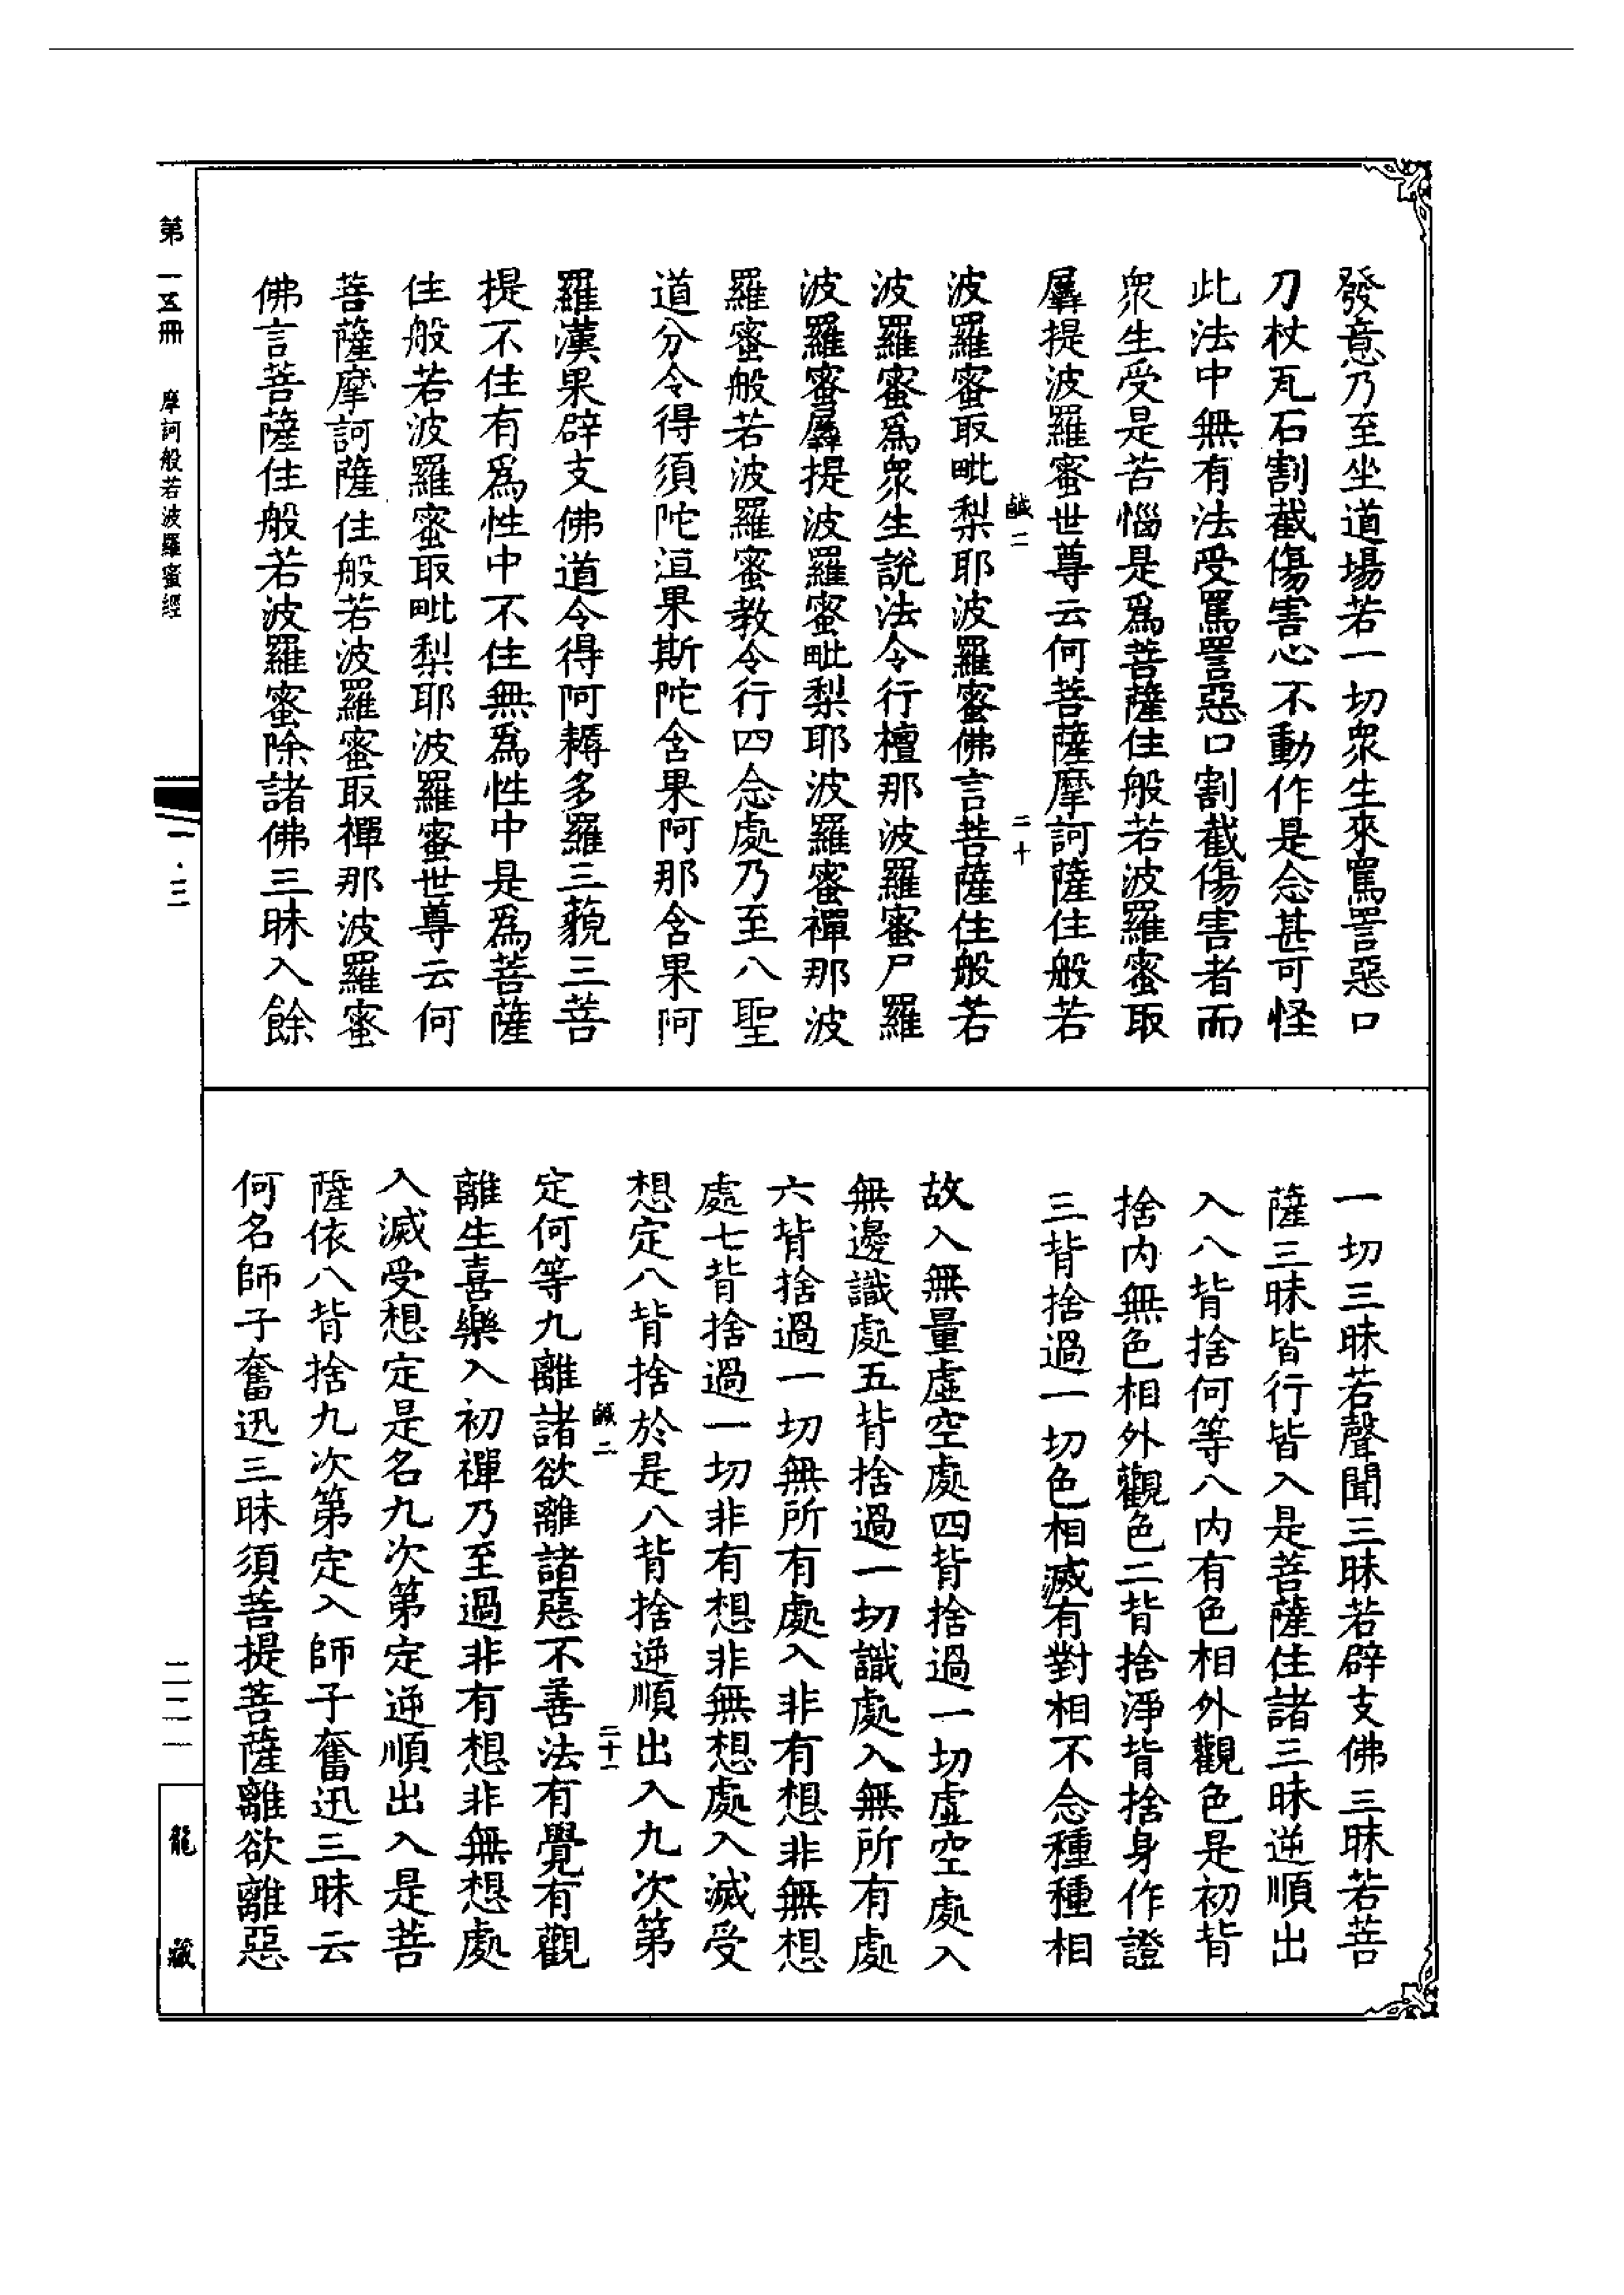 發意乃至坐道場若一切衆生來罵詈惡口
刀杖瓦石割截傷害心不動作是念甚可怪
此法中無有法受罵詈惡口割截傷害者而
衆生受是苦惱是爲菩薩住般若波羅蜜取
羼提波羅蜜世尊云何菩薩摩訶薩住般若
鹹二 二十
波羅蜜取毗梨耶波羅蜜佛言菩薩住般若
波羅蜜爲衆生說法令行檀那波羅蜜尸羅
波羅蜜羼提波羅蜜毗梨耶波羅蜜禪那波
羅蜜般若波羅蜜教令行四念處乃至八聖
道分令得須陀洹果斯陀含果阿那含果阿
羅漢果辟支佛道令得阿耨多羅三藐三菩
提不住有爲性中不住無爲性中是爲菩薩
住般若波羅蜜取毗梨耶波羅蜜世尊云何
菩薩摩訶薩住般若波羅蜜取禪那波羅蜜
佛言菩薩住般若波羅蜜除諸佛三昧入餘
一切三昧若聲聞三昧若辟支佛三昧若菩
薩三昧皆行皆入是菩薩住諸三昧逆順出
入八背捨何等八内有色相外觀色是初背
捨内無色相外觀色二背捨淨背捨身作證
三背捨過一切色相滅有對相不念種種相
故入無量虛空處四背捨過一切虛空處入
無邊識處五背捨過一切識處入無所有處
六背捨過一切無所有處入非有想非無想
處七背捨過一切非有想非無想處入滅受
想定八背捨於是八背捨逆順出入九次第
鹹二 二十一
定何等九離諸欲離諸惡不善法有覺有觀
離生喜樂入初禪乃至過非有想非無想處
入滅受想定是名九次第定逆順出入是菩
薩依八背捨九次第定入師子奮迅三昧云
何名師子奮迅三昧須菩提菩薩離欲離惡
第一五冊 摩訶般若波羅蜜經
一·三
二二一
龍藏